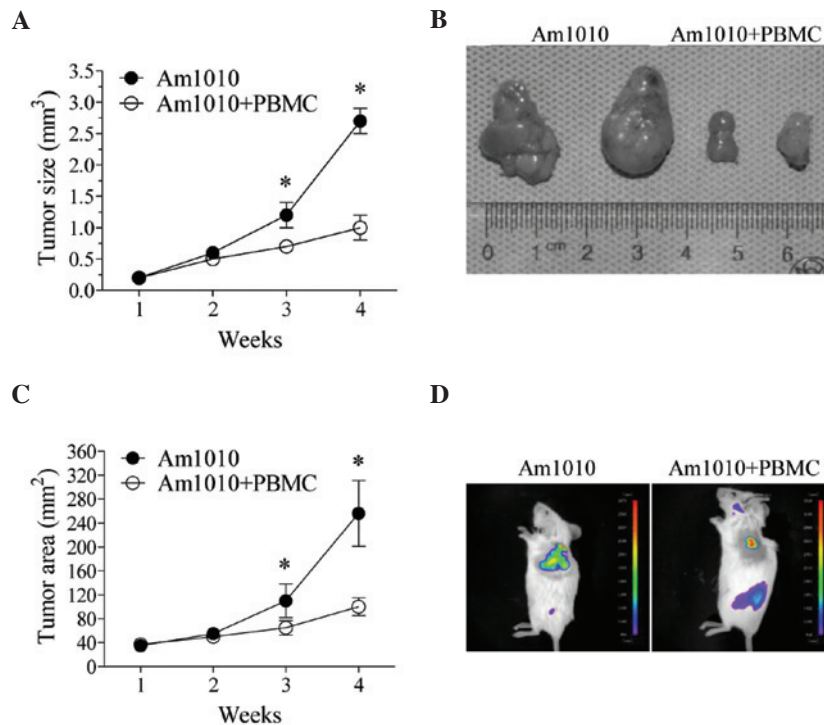 A
Am1010
Am1010+PBMC
Tumor size (mm³)
3.5
3.0
2.5
2.0
1.5
1.0
0.5
0.0
*
*
1 2 3 4
Weeks
B
Am1010 Am1010+PBMC
0 1 cm 2 3 4 5 6
C
Am1010
Am1010+PBMC
Tumor area (mm²)
360
320
280
240
200
160
120
80
40
0
*
*
1 2 3 4
Weeks
D
Am1010 Am1010+PBMC